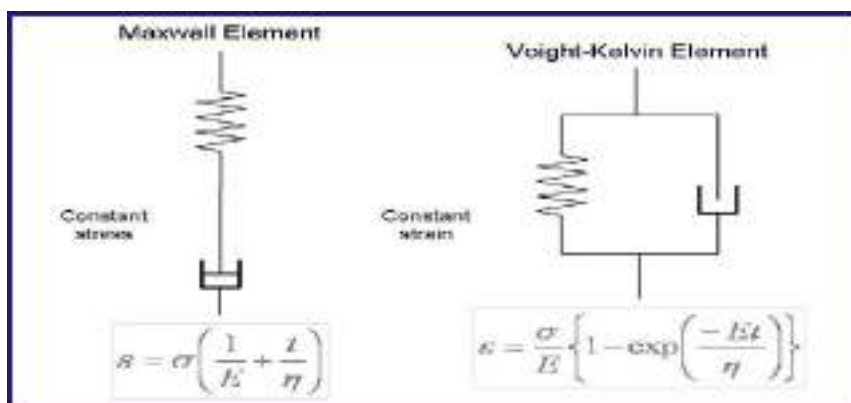 Maxwell Element
Voight-Kelvin Element
Constant
stress
Constant
strain
ε = σ(1/E + t/η)
ε = σ/E {1 - exp(-Et/η)}